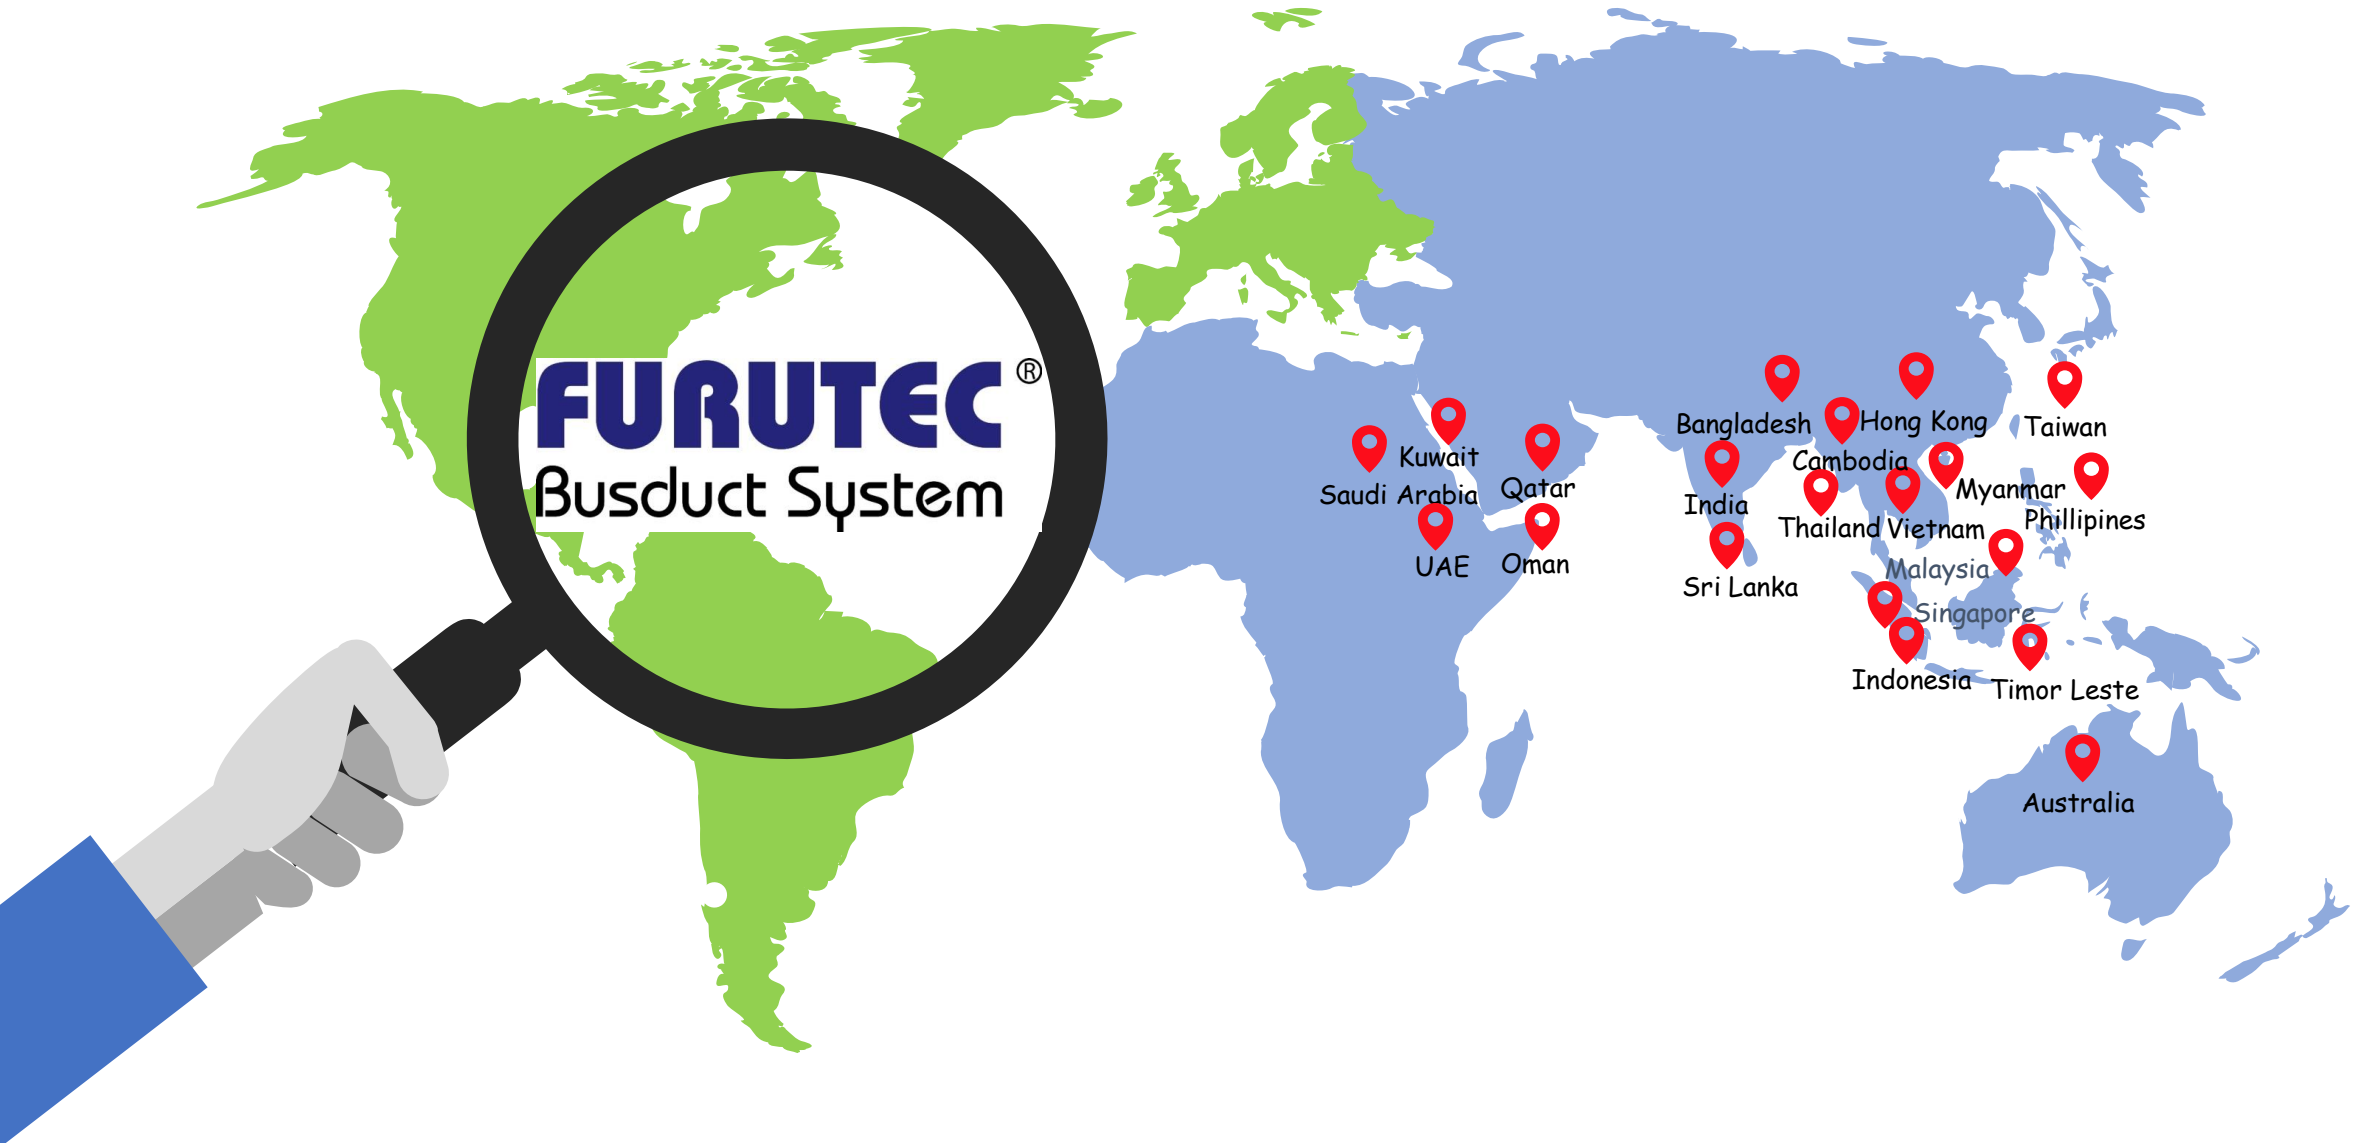 FURUTEC ®
Busduct System
Bangladesh
Hong Kong
Taiwan
Kuwait
Cambodia
Saudi Arabia
Qatar
India
Myanmar
Thailand
Vietnam
Phillipines
UAE
Oman
Malaysia
Sri Lanka
Singapore
Indonesia
Timor Leste
Australia